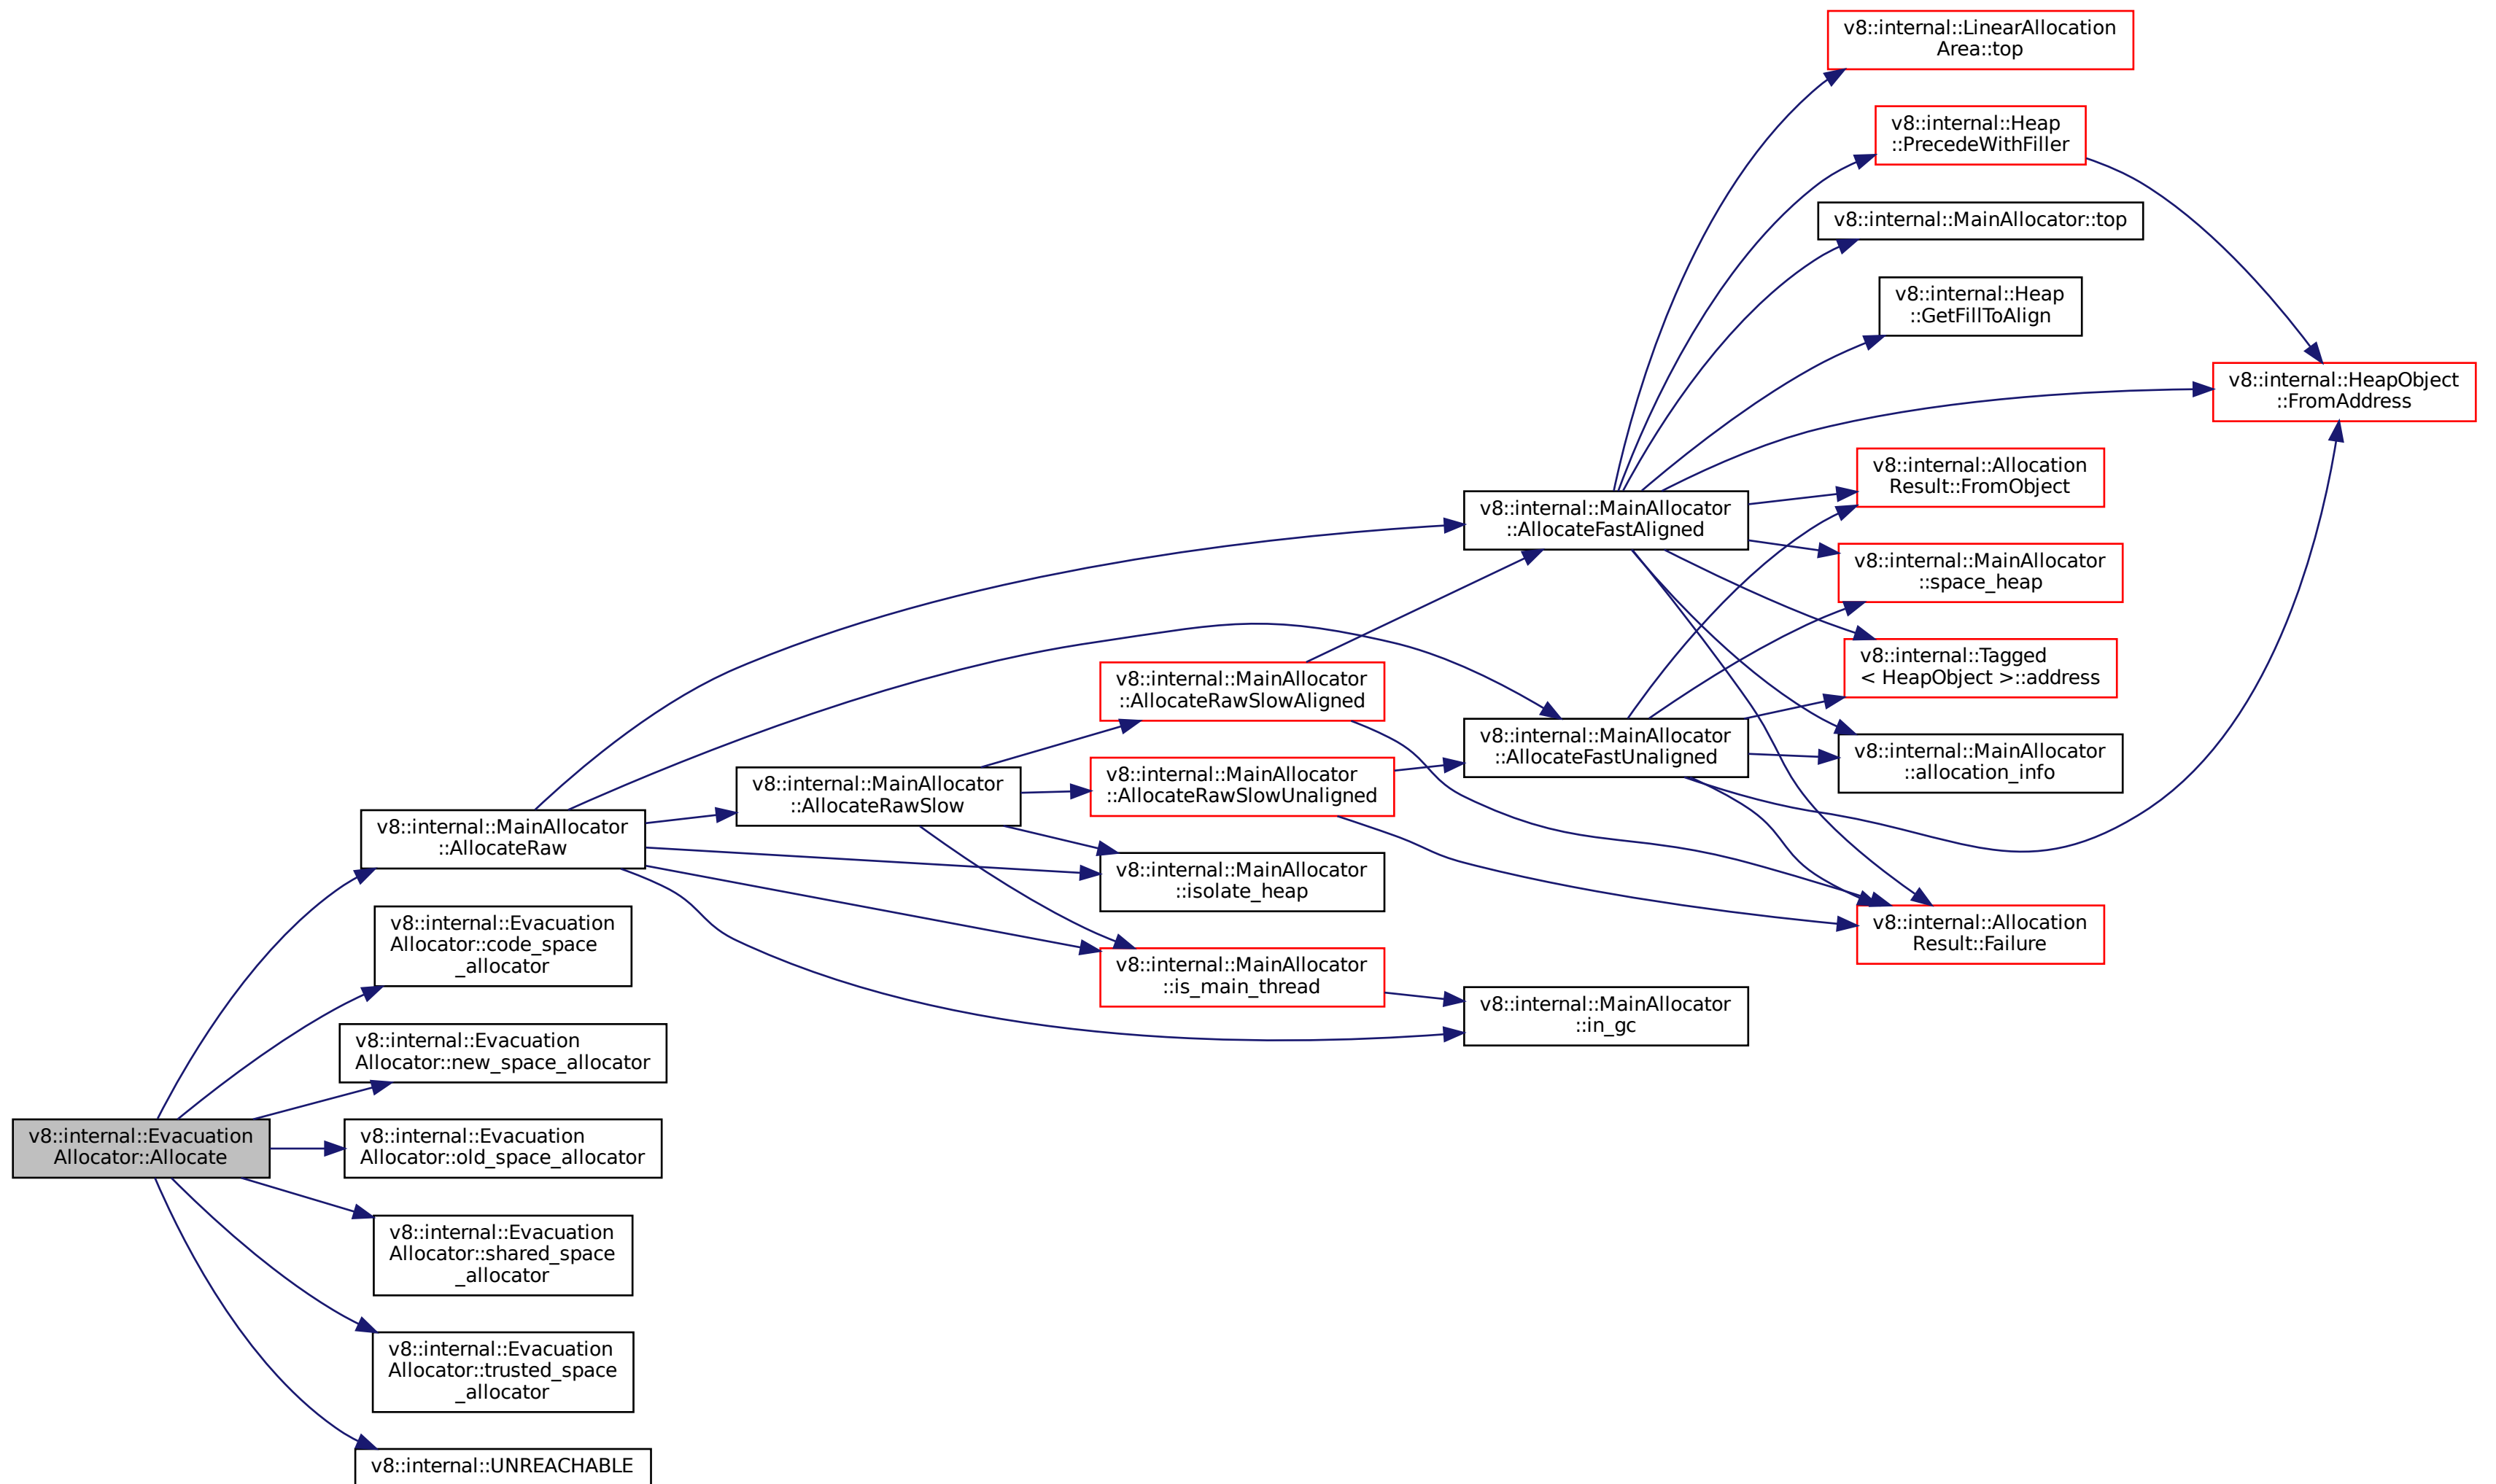 v8::internal::LinearAllocation
Area::top
v8::internal::Heap
::PrecedeWithFiller
v8::internal::MainAllocator::top
v8::internal::Heap
::GetFillToAlign
v8::internal::HeapObject
::FromAddress
v8::internal::Allocation
Result::FromObject
v8::internal::MainAllocator
::AllocateFastAligned
v8::internal::MainAllocator
::space_heap
v8::internal::Tagged
< HeapObject >::address
v8::internal::MainAllocator
::AllocateRawSlowAligned
v8::internal::MainAllocator
::AllocateFastUnaligned
v8::internal::MainAllocator
::allocation_info
v8::internal::MainAllocator
::AllocateRawSlowUnaligned
v8::internal::MainAllocator
::AllocateRawSlow
v8::internal::MainAllocator
::AllocateRaw
v8::internal::MainAllocator
::isolate_heap
v8::internal::Allocation
Result::Failure
v8::internal::Evacuation
Allocator::code_space
_allocator
v8::internal::MainAllocator
::is_main_thread
v8::internal::MainAllocator
::in_gc
v8::internal::Evacuation
Allocator::new_space_allocator
v8::internal::Evacuation
Allocator::Allocate
v8::internal::Evacuation
Allocator::old_space_allocator
v8::internal::Evacuation
Allocator::shared_space
_allocator
v8::internal::Evacuation
Allocator::trusted_space
_allocator
v8::internal::UNREACHABLE